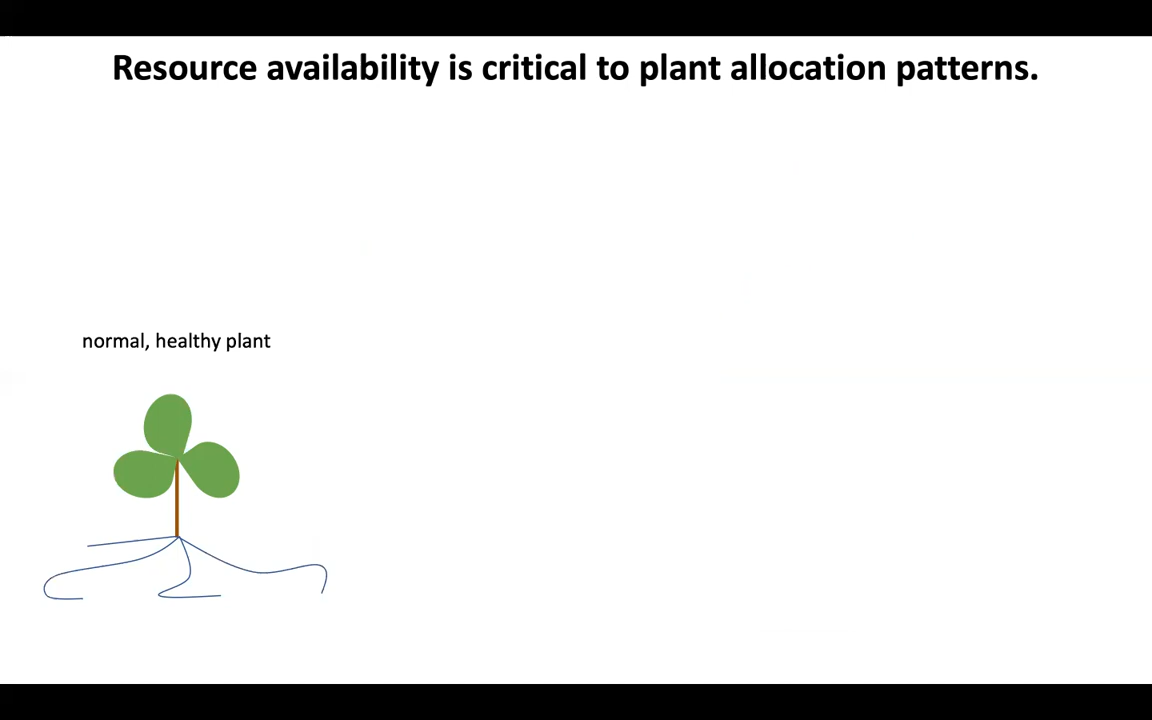 Resource availability is critical to plant allocation patterns.
normal, healthy plant